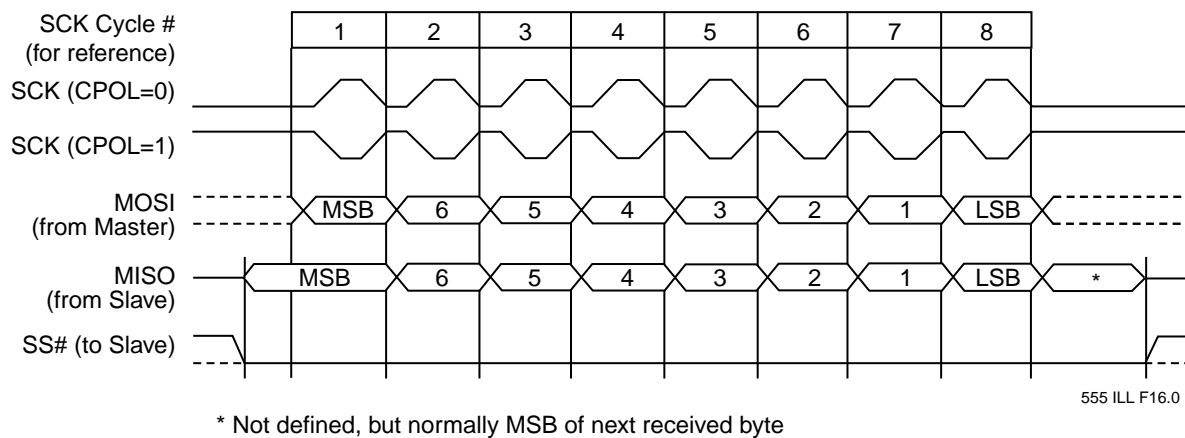 SCK Cycle #
(for reference)
1 2 3 4 5 6 7 8
SCK (CPOL=0)
SCK (CPOL=1)
MOSI
(from Master)
MSB 6 5 4 3 2 1 LSB
MISO
(from Slave)
MSB 6 5 4 3 2 1 LSB *
SS# (to Slave)
555 ILL F16.0
* Not defined, but normally MSB of next received byte